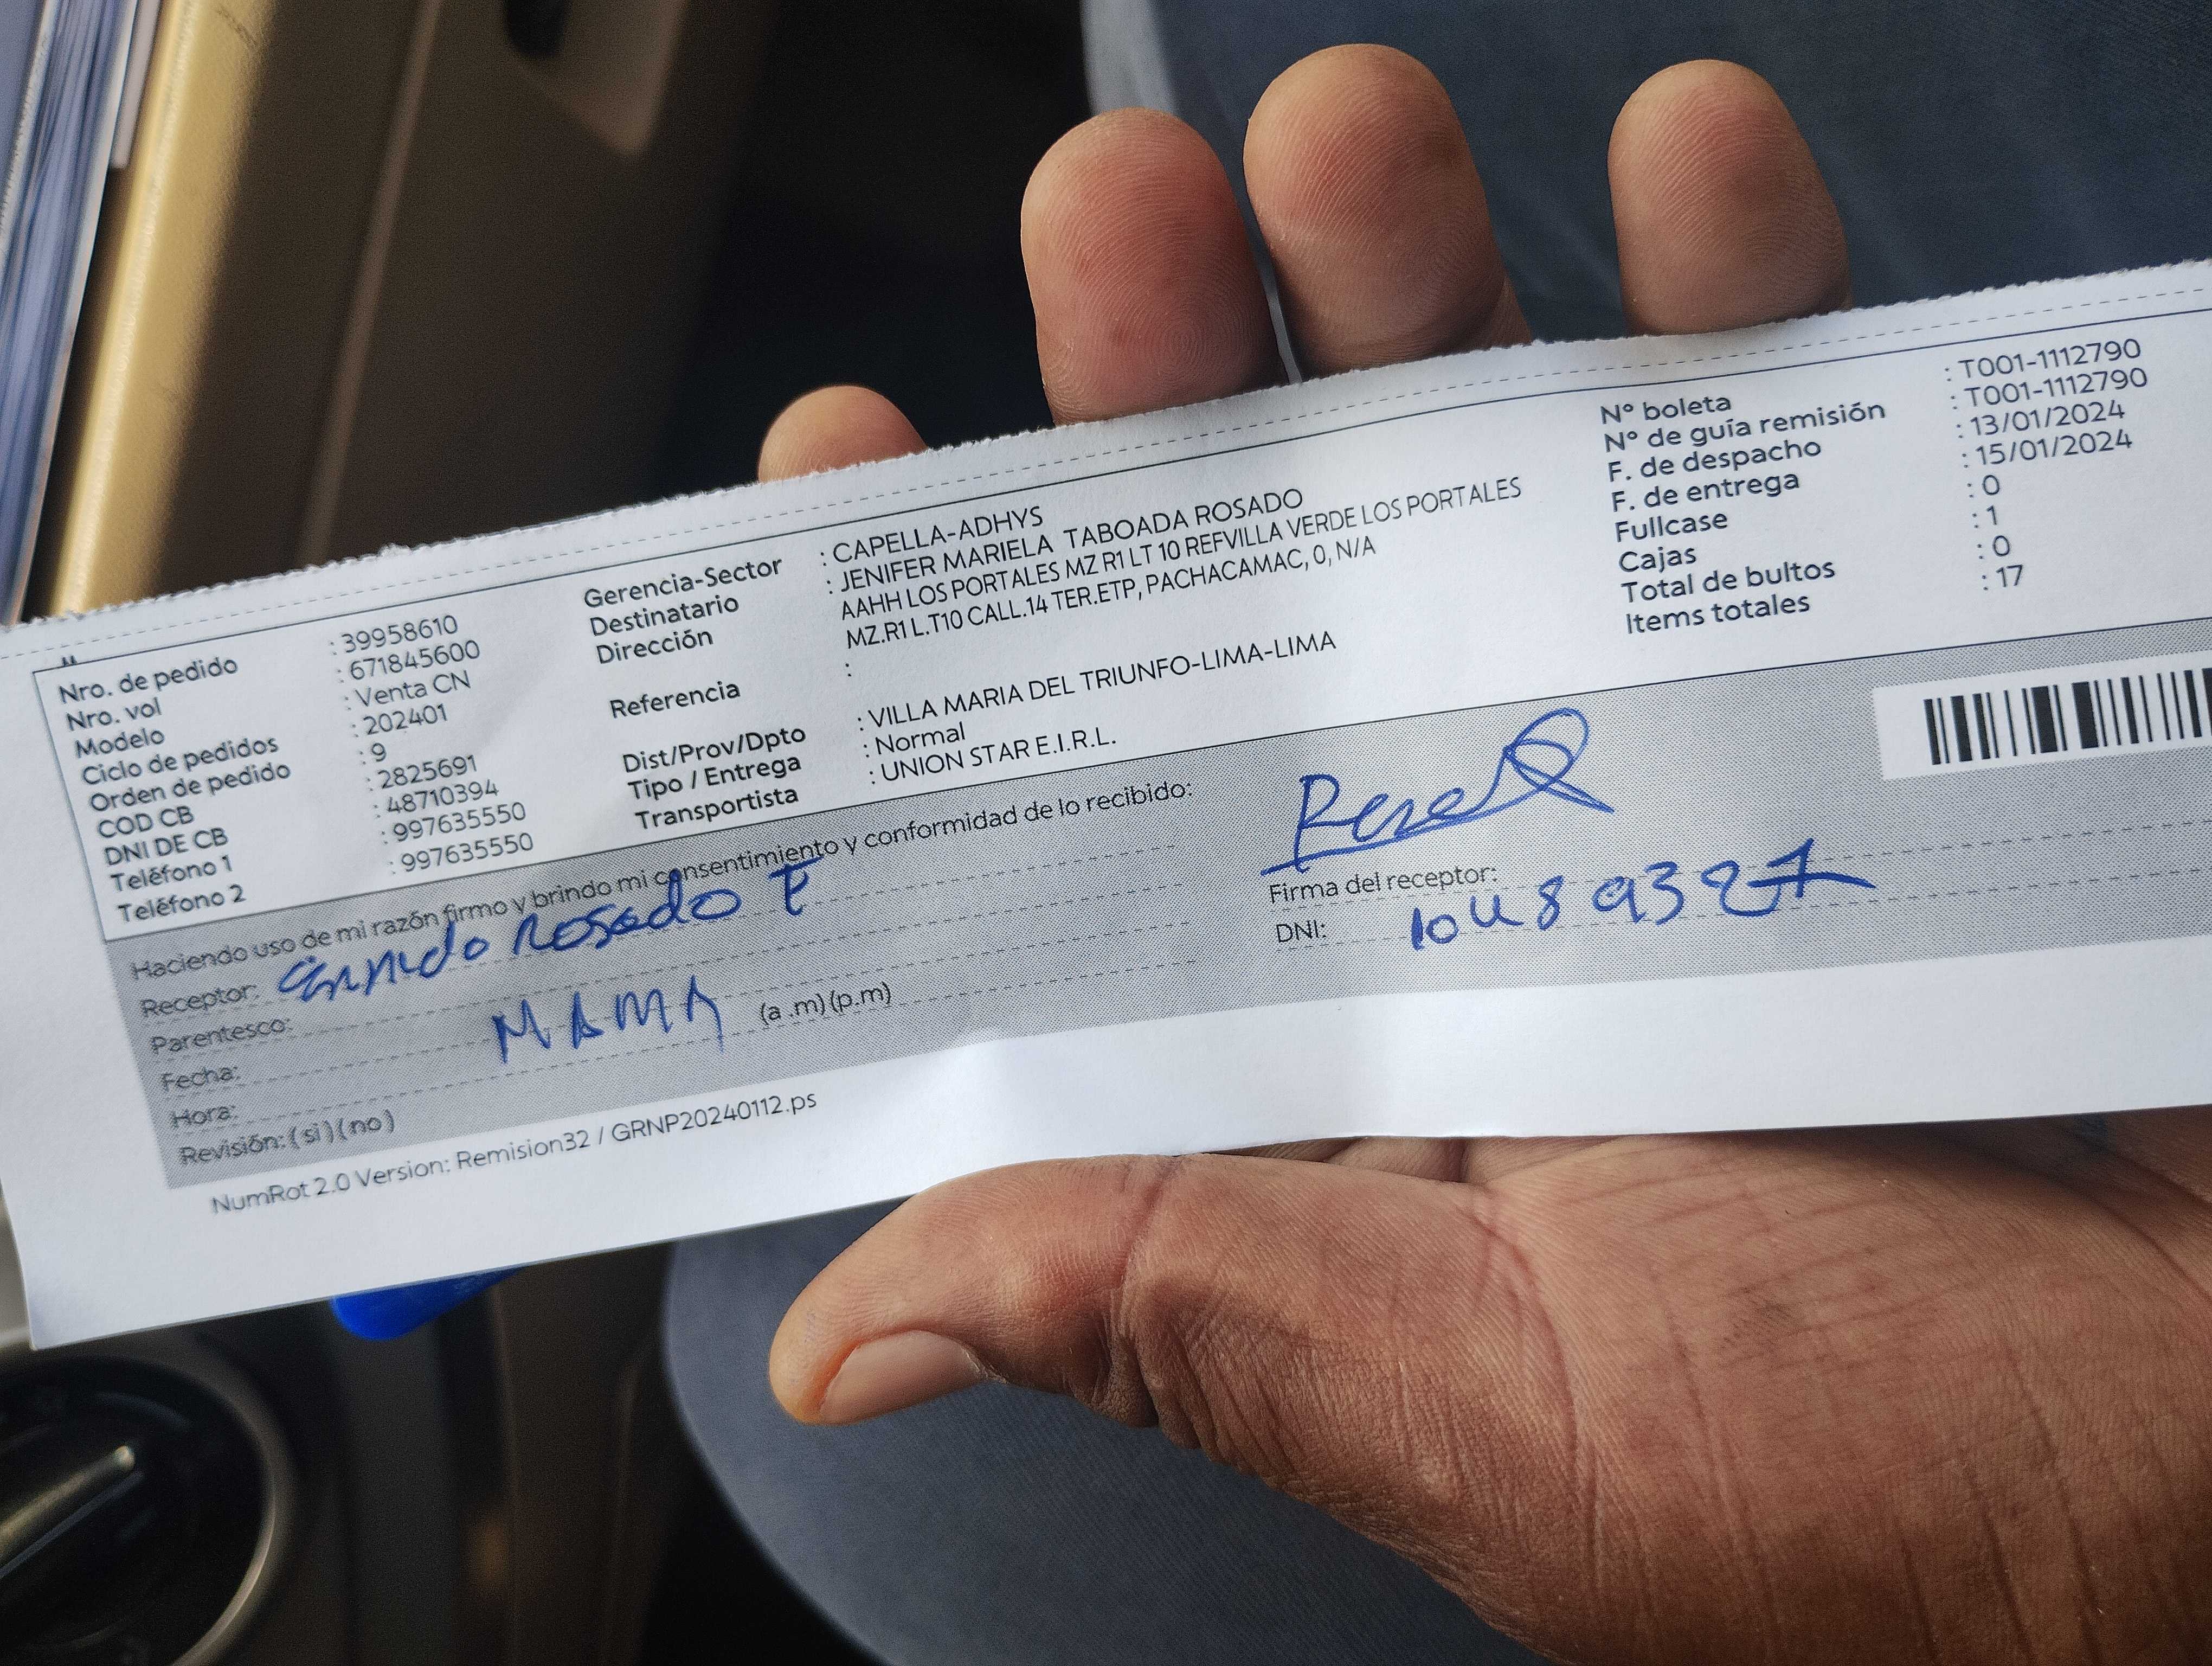 Nro. de pedido : 39958610
Nro. vol : 671845600
Modelo : Venta CN
Ciclo de pedidos : 202401
Orden de pedido : 9
COD CB : 2825691
DNI DE CB : 48710394
Teléfono 1 : 997635550
Teléfono 2 : 997635550
Gerencia-Sector : CAPELLA-ADHYS
Destinatario : JENIFER MARIELA TABOADA ROSADO
Dirección AAHH LOS PORTALES MZ R1 LT 10 REFVILLA VERDE LOS PORTALES
MZ.R1 L.T10 CALL.14 TER.ETP, PACHACAMAC, 0, N/A
Referencia :
Dist/Prov/Dpto : VILLA MARIA DEL TRIUNFO-LIMA-LIMA
Tipo / Entrega : Normal
Transportista : UNION STAR E.I.R.L.
N° boleta : T001-1112790
N° de guía remisión : T001-1112790
F. de despacho : 13/01/2024
F. de entrega : 15/01/2024
Fullcase : 0
Cajas : 1
Total de bultos : 0
Items totales : 17
Haciendo uso de mi razón firmo y brindo mi consentimiento y conformidad de lo recibido:
Receptor: Rosado
Parentesco:
MAMA
Fecha:
Hora: (a .m)(p.m)
Revisión: (si)(no)
Firma del receptor:
DNI: 10489327
NumRot 2.0 Version: Remision32 / GRNP20240112.ps